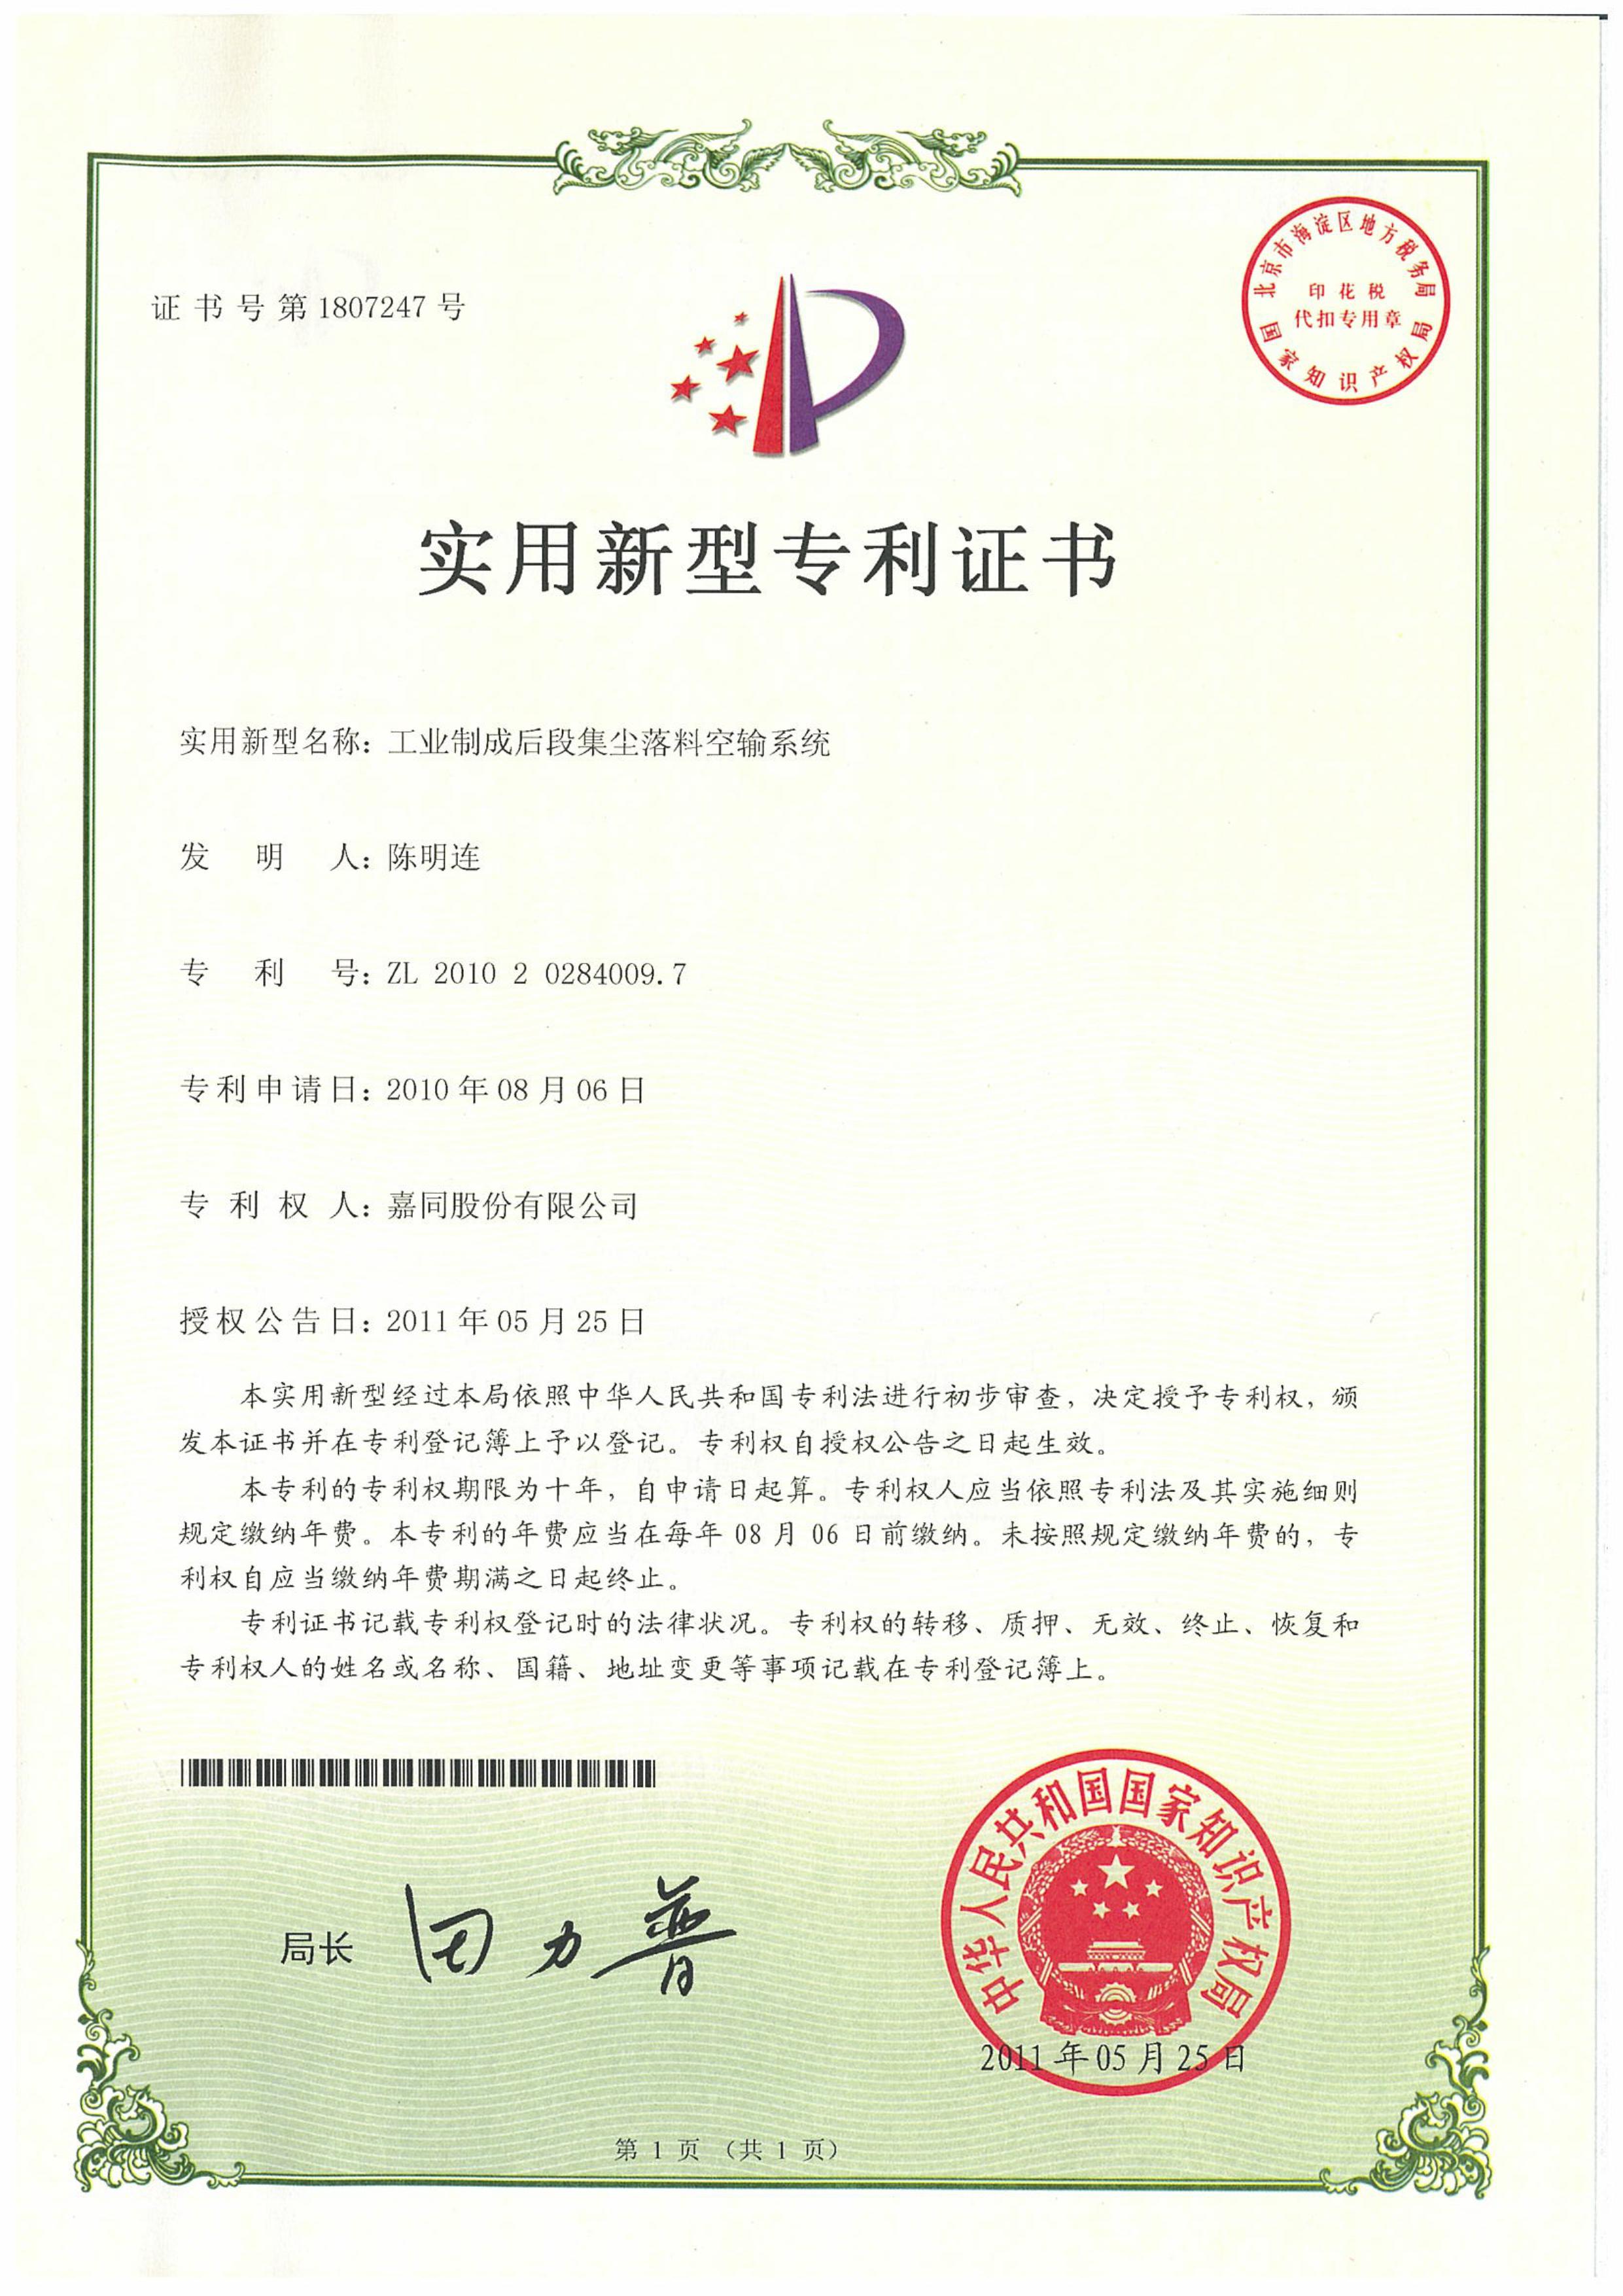 北京市海淀区地方税务局
印花税
代扣专用章
国家知识产权局
证书号第1807247号
实用新型专利证书
实用新型名称：工业制成后段集尘落料空输系统
发明人：陈明连
专利号：ZL 2010 2 0284009.7
专利申请日：2010年08月06日
专利权人：嘉同股份有限公司
授权公告日：2011年05月25日
本实用新型经过本局依照中华人民共和国专利法进行初步审查，决定授予专利权，颁
发本证书并在专利登记簿上予以登记。专利权自授权公告之日起生效。
本专利的专利权期限为十年，自申请日起算。专利权人应当依照专利法及其实施细则
规定缴纳年费。本专利的年费应当在每年 08 月 06 日前缴纳。未按照规定缴纳年费的，专
利权自应当缴纳年费期满之日起终止。
专利证书记载专利权登记时的法律状况。专利权的转移、质押、无效、终止、恢复和
专利权人的姓名或名称、国籍、地址变更等事项记载在专利登记簿上。
局长 田力普
中华人民共和国国家知识产权局
2011年05月25日
第 1 页 （共 1 页）